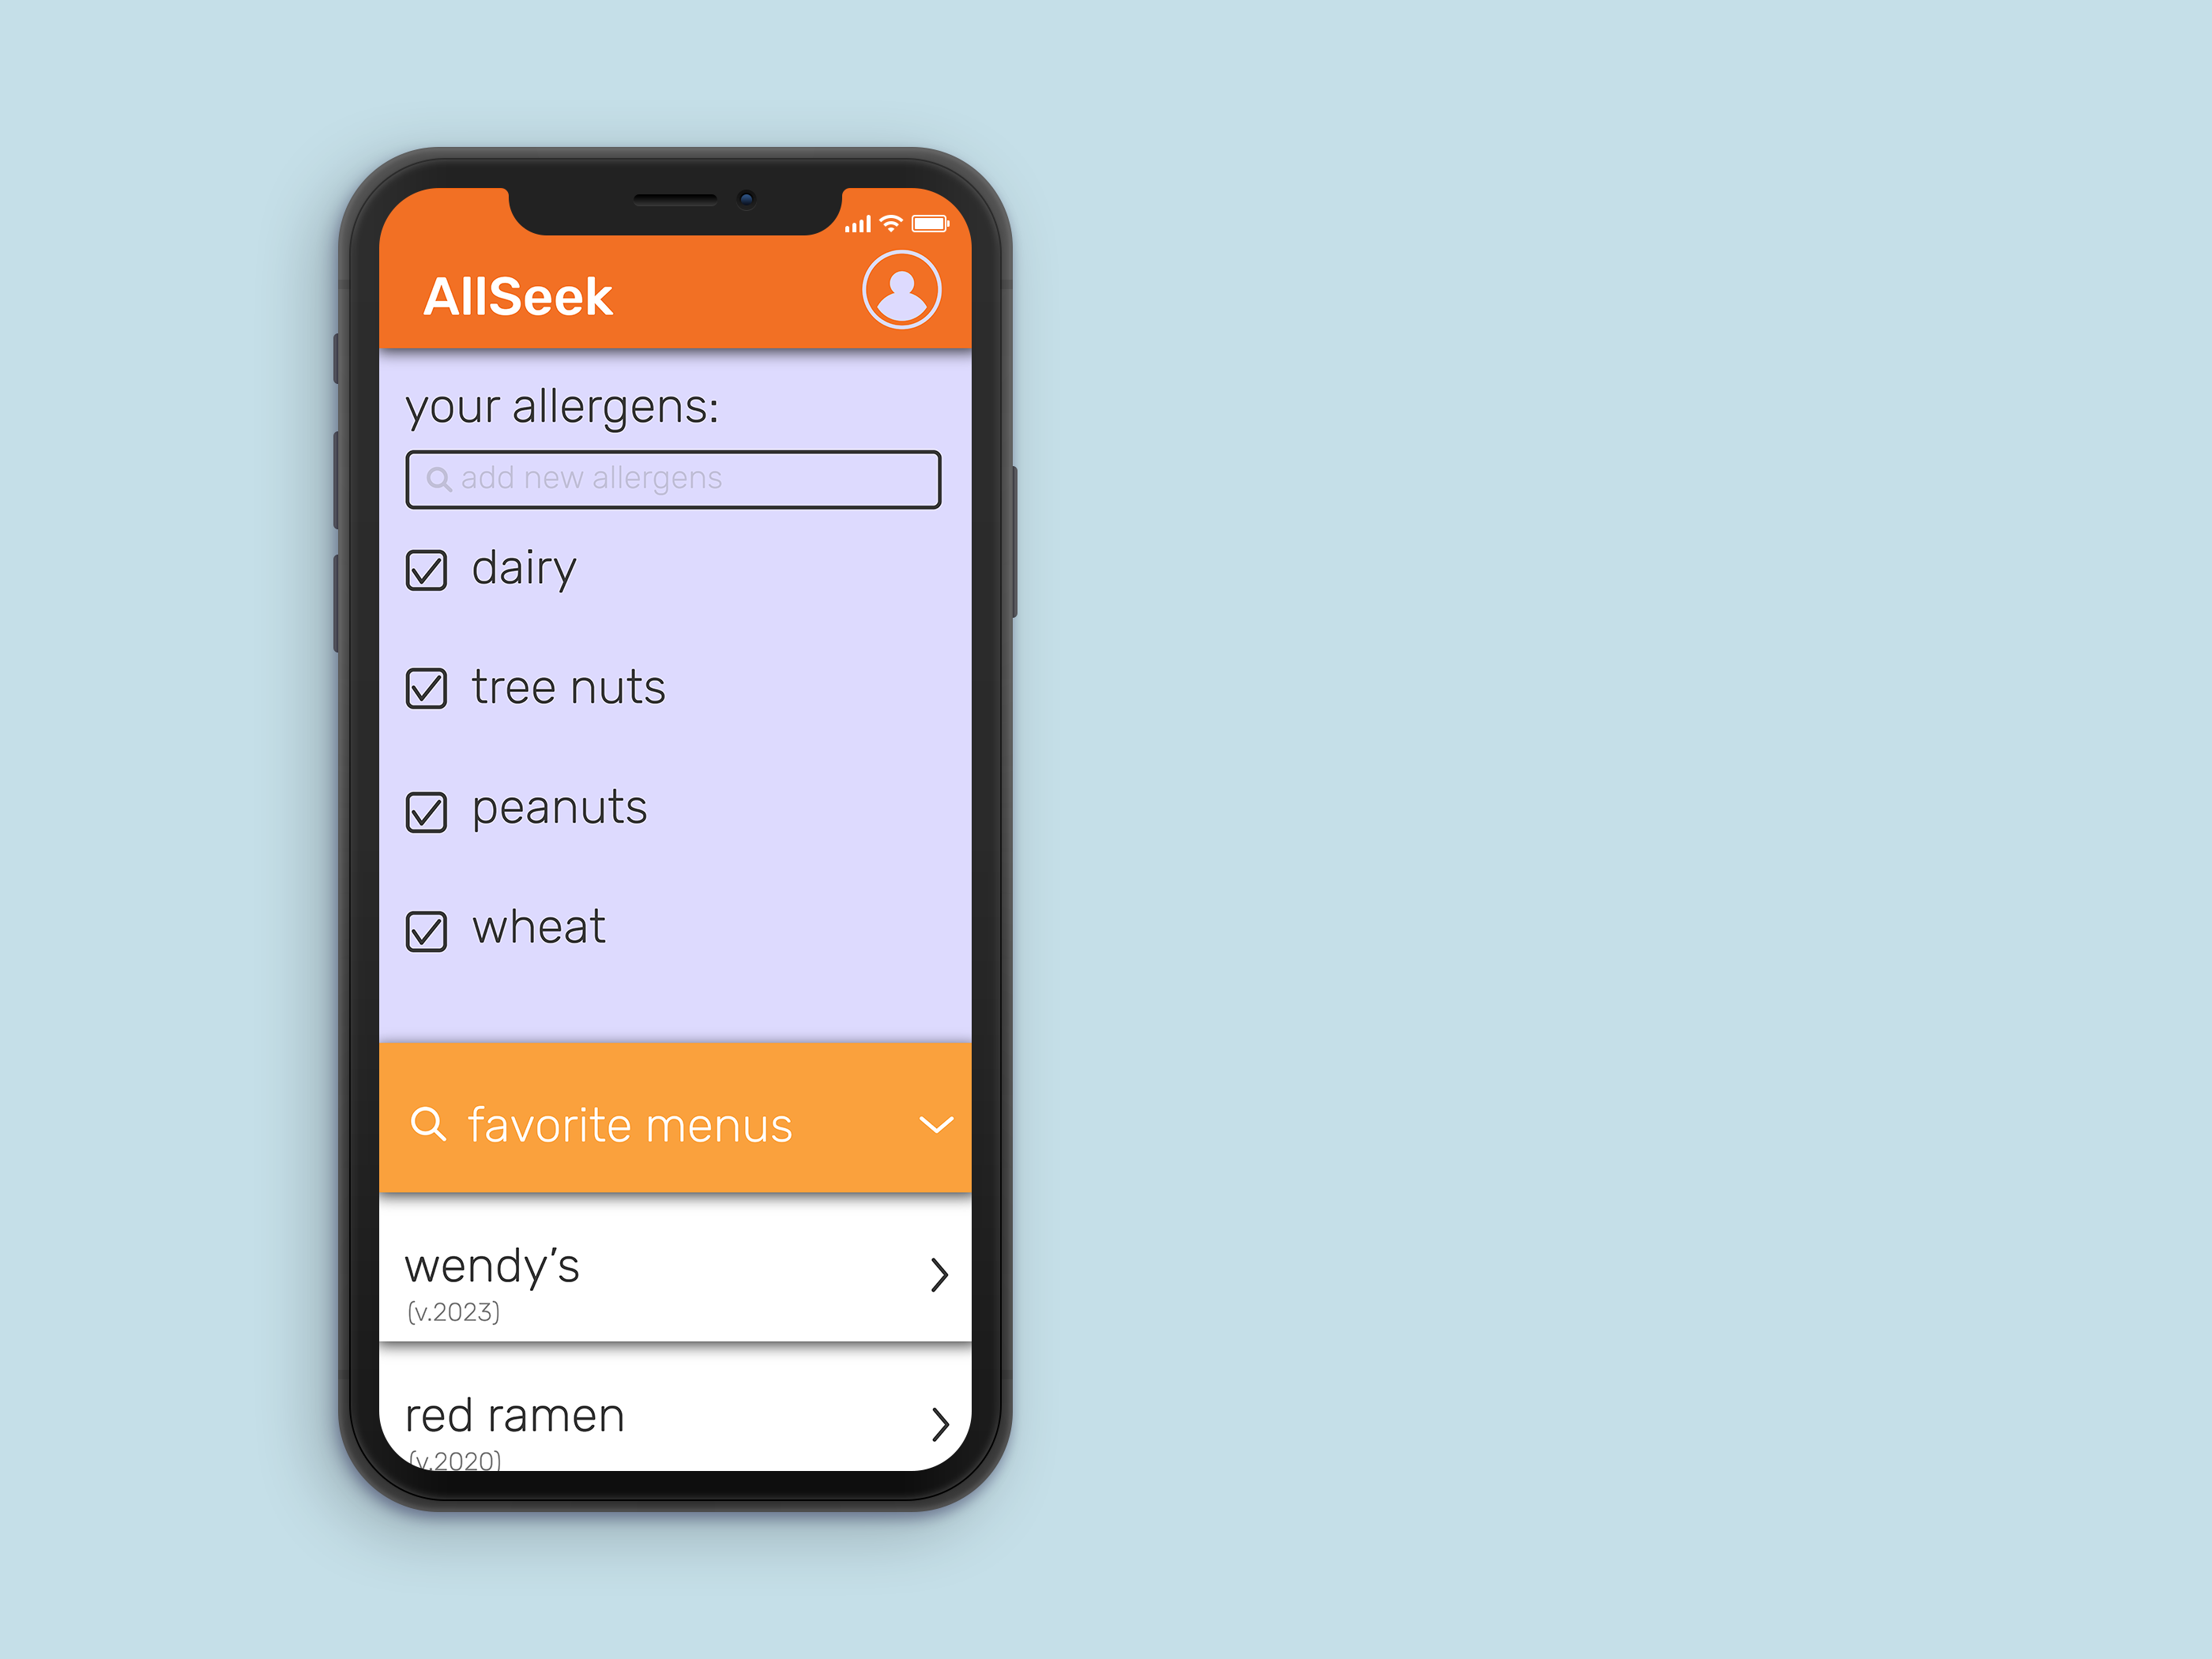 AllSeek
your allergens:
add new allergens
dairy
tree nuts
peanuts
wheat
favorite menus
wendy's
(v.2023)
red ramen
(v.2020)